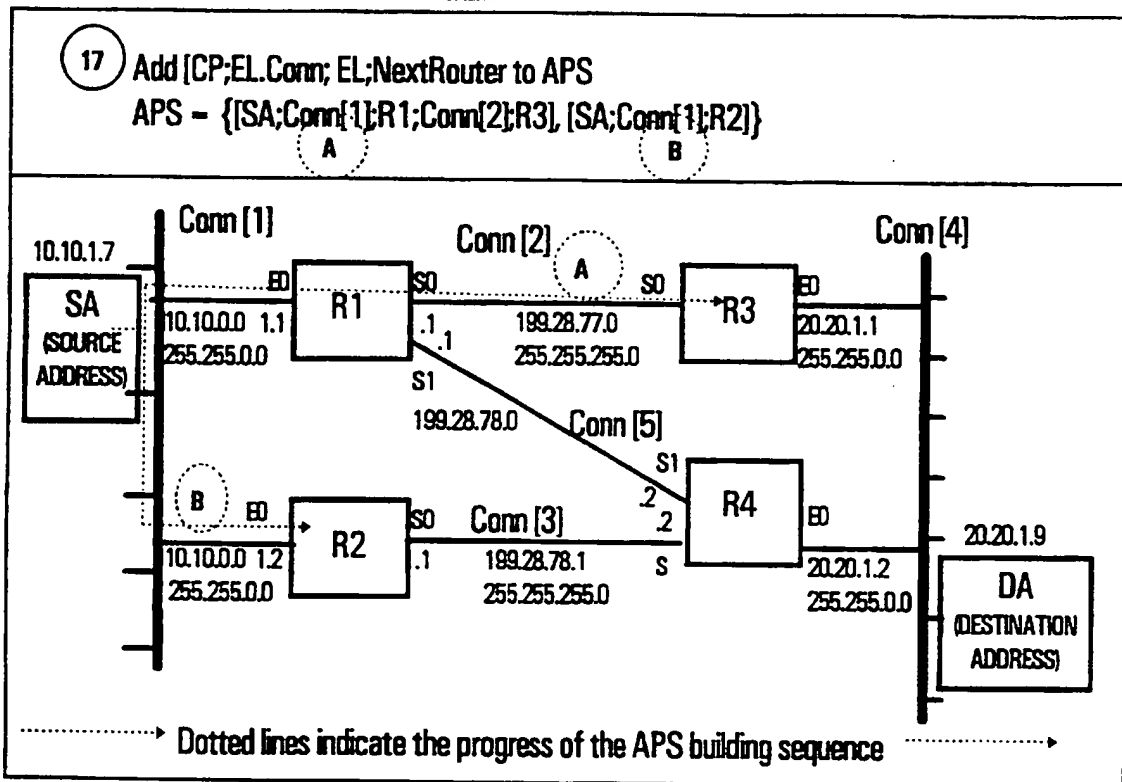 17
Add [CP;EL.Conn; EL;NextRouter to APS
APS = {[SA;Conn[1];R1;Conn[2];R3], [SA;Conn[1];R2]}
A
B
Conn [1]
Conn [2]
Conn [4]
10.10.1.7
SA
(SOURCE
ADDRESS)
E0
R1
S0
A
S0
R3
E0
10.10.0.0 1.1
255.255.0.0
.1
.1
199.28.77.0
255.255.255.0
20.20.1.1
255.255.0.0
S1
199.28.78.0
Conn [5]
S1
.2
.2
R4
E0
B
E0
R2
S0
Conn [3]
10.10.0.0 1.2
255.255.0.0
.1
199.28.78.1
255.255.255.0
S
20.20.1.2
255.255.0.0
20.20.1.9
DA
(DESTINATION
ADDRESS)
Dotted lines indicate the progress of the APS building sequence